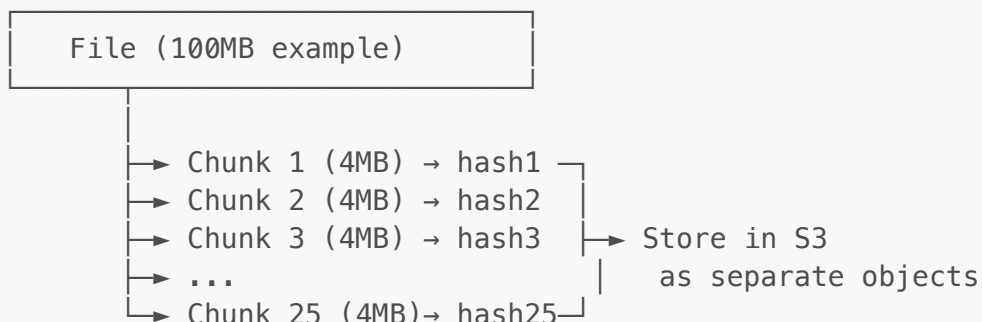 File (100MB example)
Chunk 1 (4MB) → hash1
Chunk 2 (4MB) → hash2
Chunk 3 (4MB) → hash3 ├─► Store in S3
... as separate objects
Chunk 25 (4MB)→ hash25